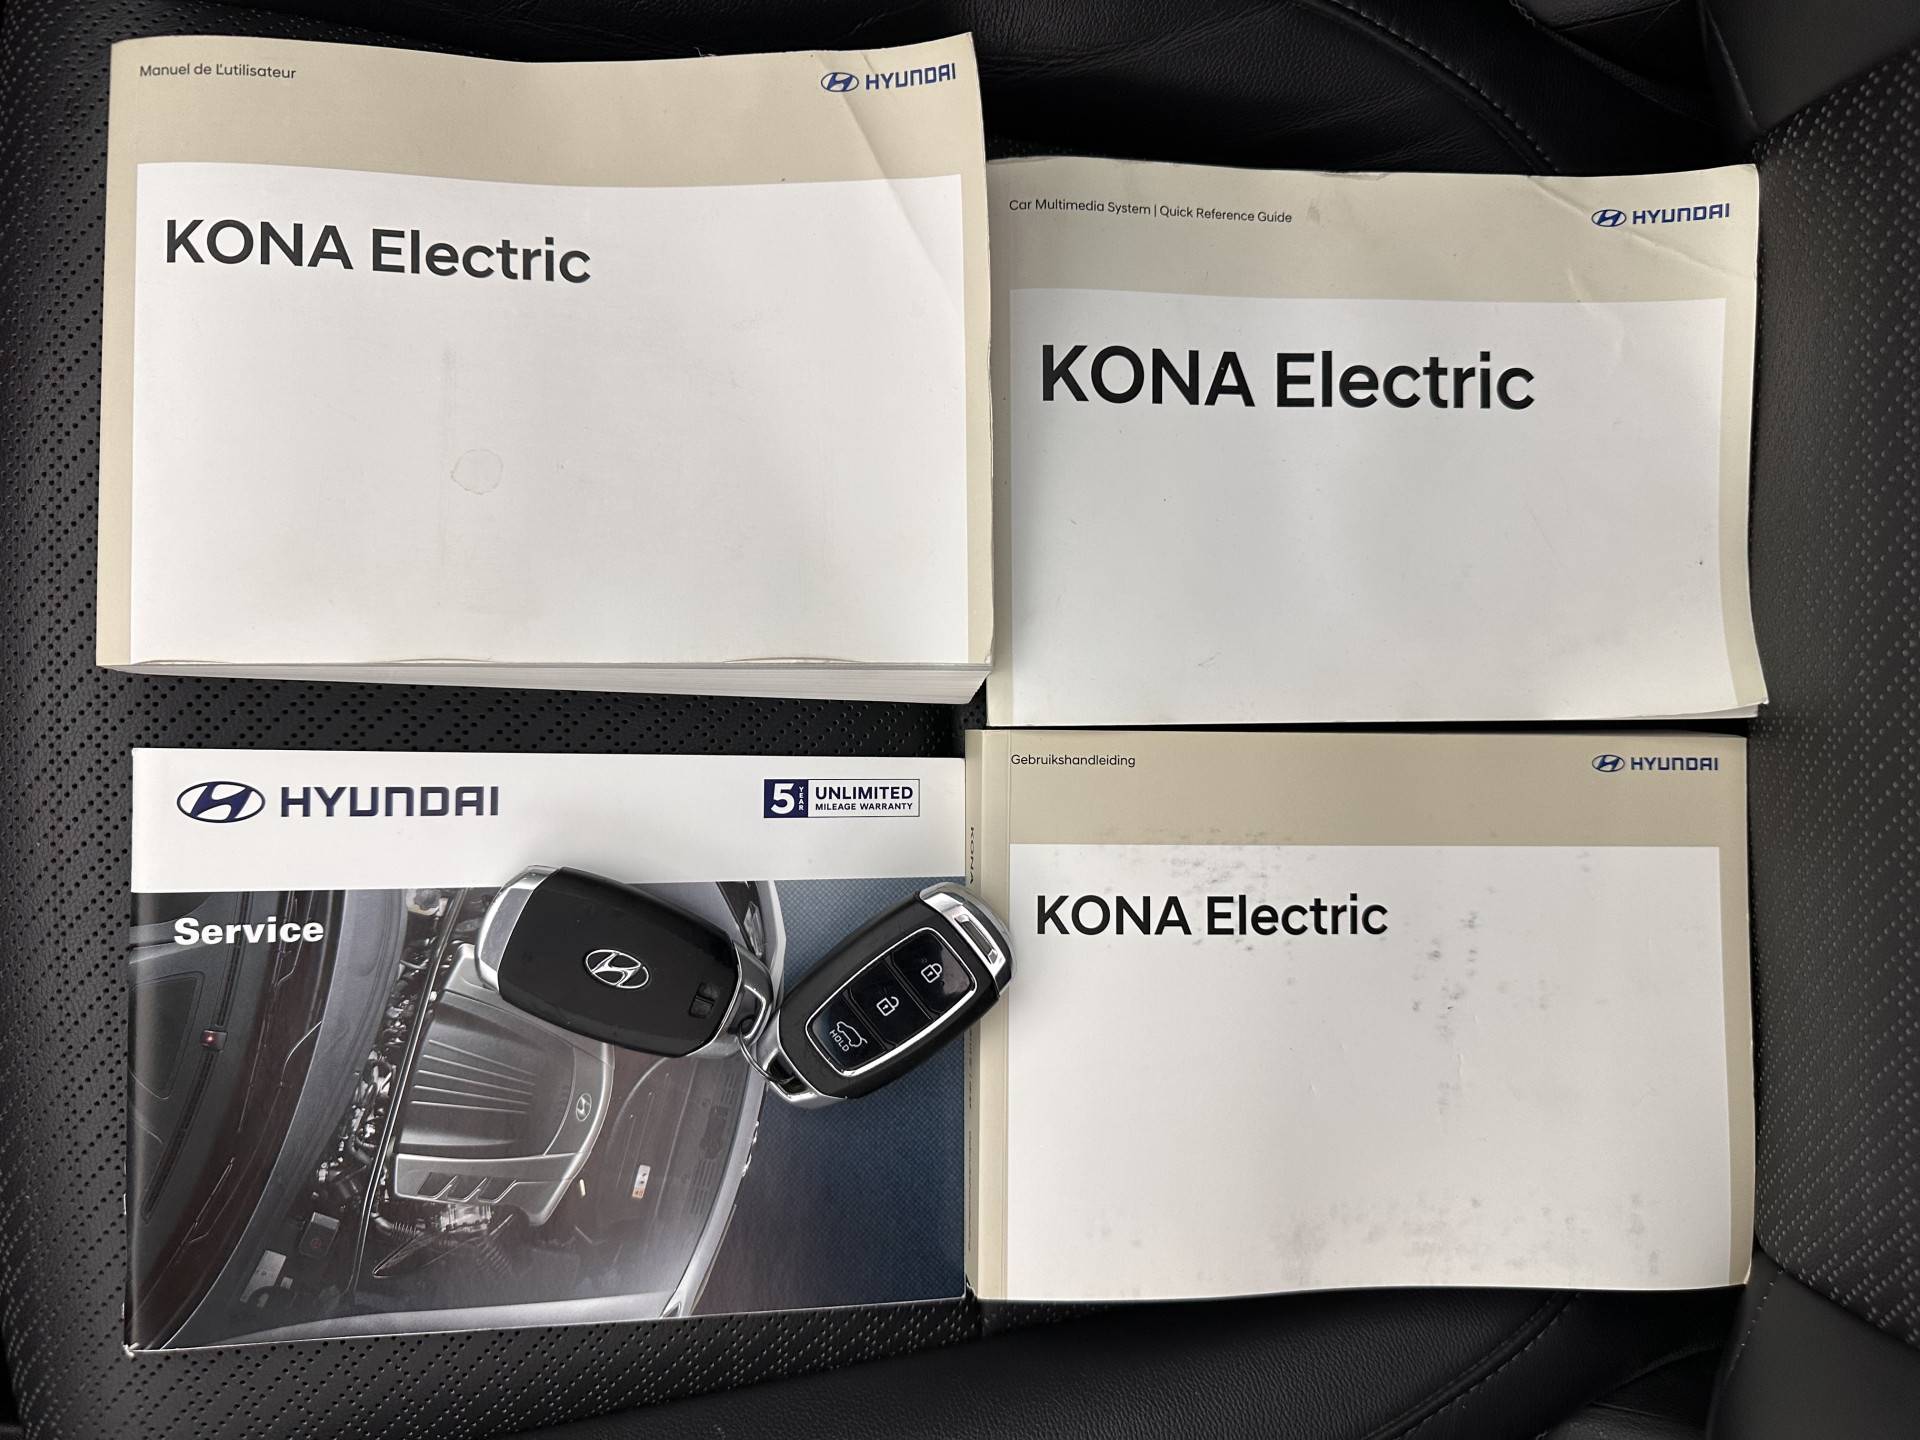 Manuel de L'utilisateur
HYUNDAI
KONA Electric
Car Multimedia System | Quick Reference Guide
HYUNDAI
KONA Electric
HYUNDAI
5 YEAR UNLIMITED
MILEAGE WARRANTY
Service
HOLD
Gebruikshandleiding
HYUNDAI
KONA Electric
KONA